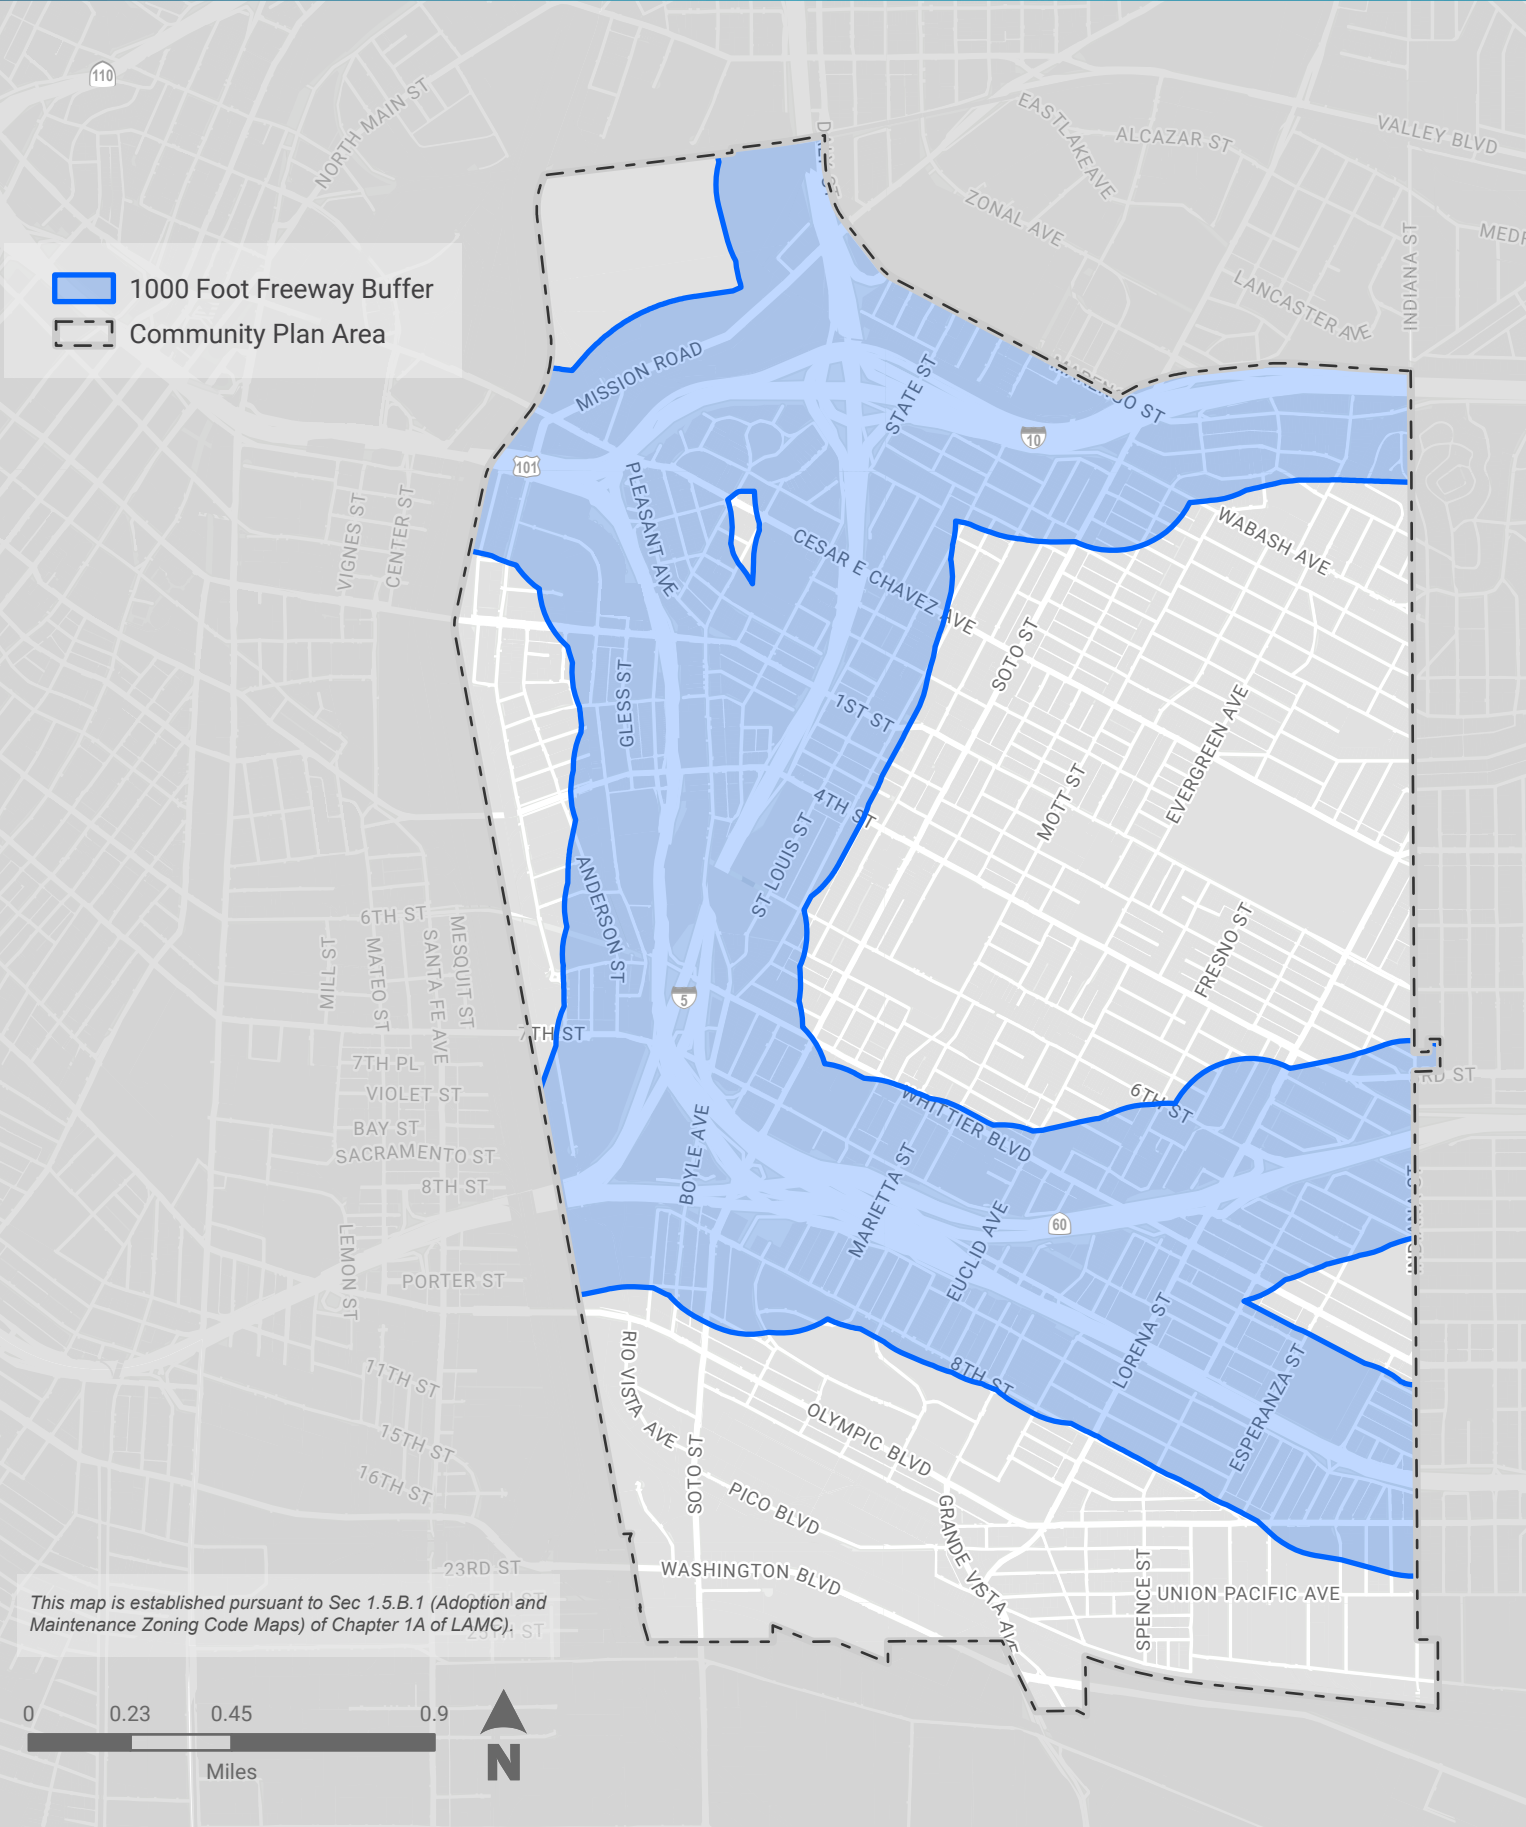 110
NORTH MAIN ST
EASTLAKE AVE
ALCAZAR ST
VALLEY BLVD
ZONAL AVE
INDIANA ST
LANCASTER AVE
1000 Foot Freeway Buffer
Community Plan Area
MISSION ROAD
STATE ST
MARENGO ST
10
101
PLEASANT AVE
VIGNES ST
CENTER ST
CESAR E CHAVEZ AVE
WABASH AVE
SOTO ST
GLESS ST
1ST ST
EVERGREEN AVE
MOTT ST
4TH ST
ST LOUIS ST
ANDERSON ST
6TH ST
MILL ST
MATEO ST
SANTA FE AVE
MESQUIT ST
FRESNO ST
5
7TH ST
7TH PL
VIOLET ST
BAY ST
SACRAMENTO ST
8TH ST
WHITTIER BLVD
6TH ST
RD ST
BOYLE AVE
MARIETTA ST
EUCLID AVE
60
INDIANA ST
LEMON ST
PORTER ST
LORENA ST
ESPERANZA ST
RIO VISTA AVE
8TH ST
11TH ST
15TH ST
16TH ST
OLYMPIC BLVD
SOTO ST
PICO BLVD
GRANDE VISTA AVE
23RD ST
WASHINGTON BLVD
SPENCE ST
UNION PACIFIC AVE
This map is established pursuant to Sec 1.5.B.1 (Adoption and
Maintenance Zoning Code Maps) of Chapter 1A of LAMC).
25TH ST
0 0.23 0.45 0.9
Miles
N